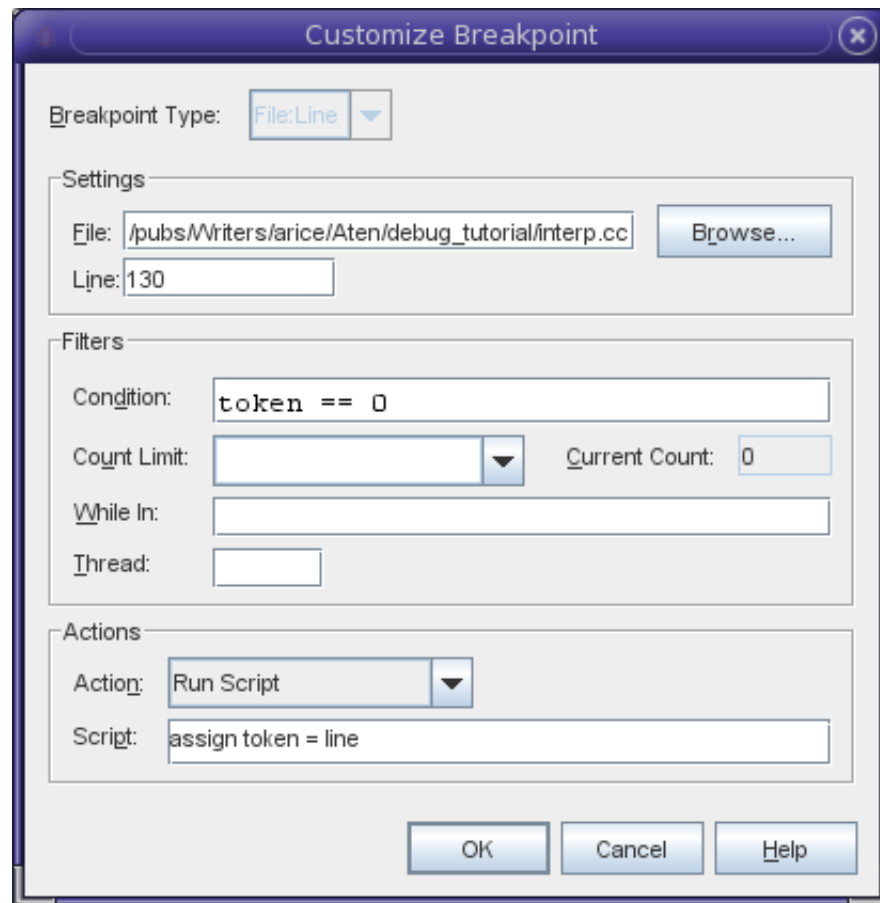 Customize Breakpoint
Breakpoint Type: File:Line
Settings
File: /pubs/Writers/arice/Aten/debug_tutorial/interp.cc Browse...
Line: 130
Filters
Condition: token == 0
Count Limit: Current Count: 0
While In:
Thread:
Actions
Action: Run Script
Script: assign token = line
OK Cancel Help